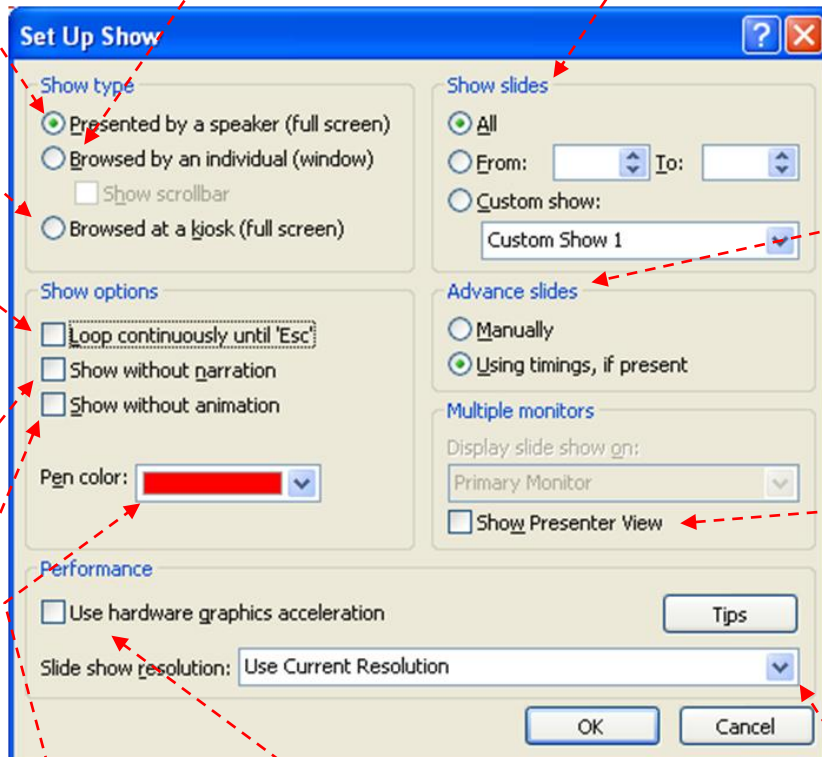 Set Up Show
Show type
Presented by a speaker (full screen)
Browsed by an individual (window)
Show scrollbar
Browsed at a kiosk (full screen)
Show slides
All
From: To:
Custom show:
Custom Show 1
Show options
Loop continuously until 'Esc'
Show without narration
Show without animation
Pen color:
Advance slides
Manually
Using timings, if present
Multiple monitors
Display slide show on:
Primary Monitor
Show Presenter View
Performance
Use hardware graphics acceleration
Tips
Slide show resolution: Use Current Resolution
OK Cancel